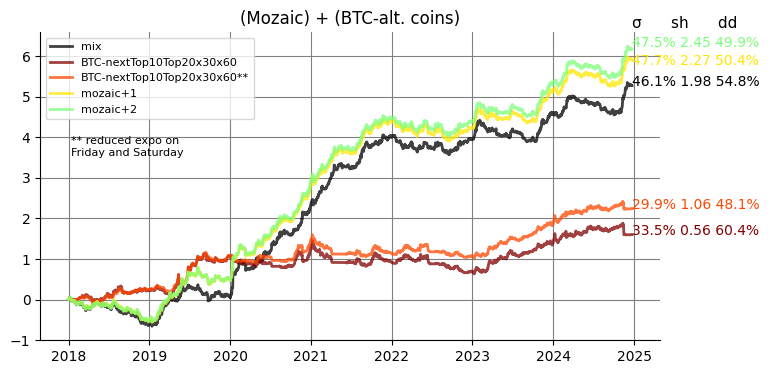 (Mozaic) + (BTC-alt. coins)
σ sh dd
mix
BTC-nextTop10Top20x30x60
BTC-nextTop10Top20x30x60**
mozaic+1
mozaic+2
** reduced expo on
Friday and Saturday
47.5% 2.45 49.9%
47.7% 2.27 50.4%
46.1% 1.98 54.8%
29.9% 1.06 48.1%
33.5% 0.56 60.4%
6
5
4
3
2
1
0
−1
2018 2019 2020 2021 2022 2023 2024 2025